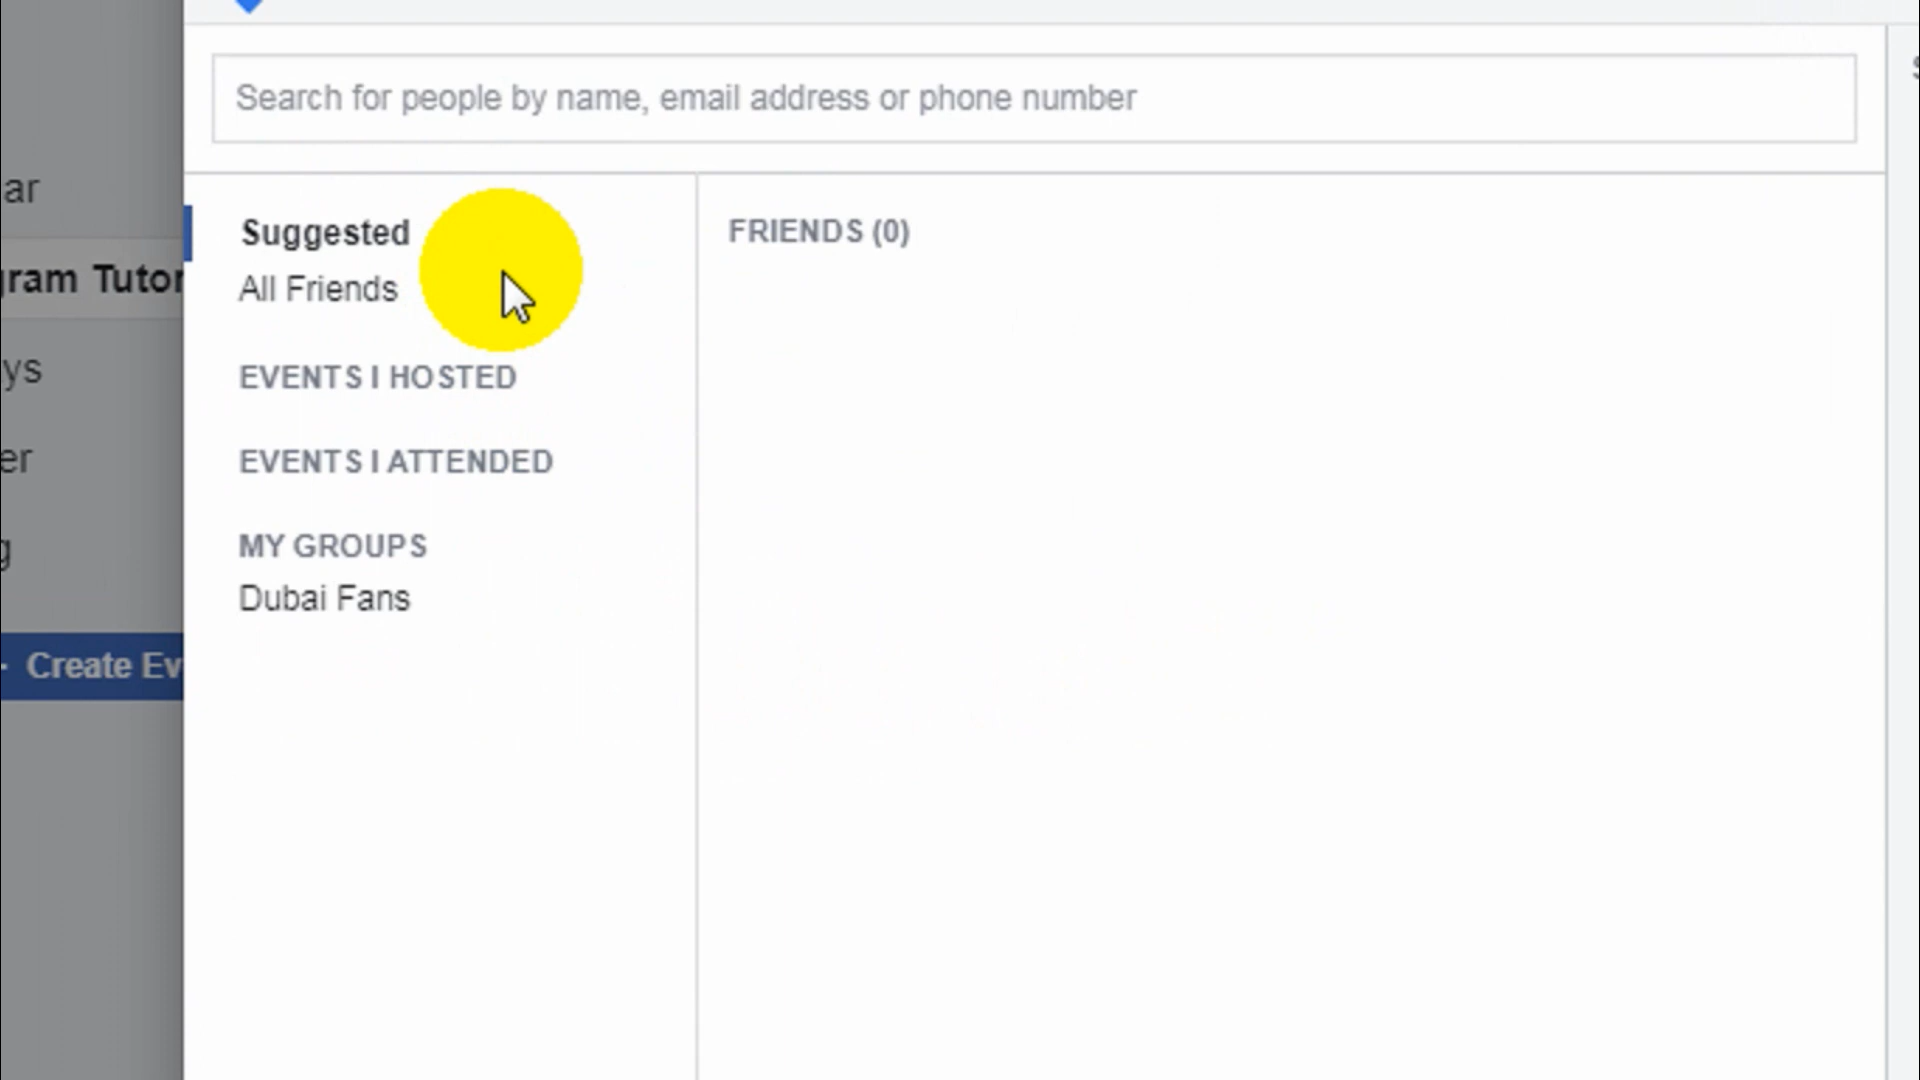 Search for people by name, email address or phone number
Suggested
All Friends
EVENTS I HOSTED
EVENTS I ATTENDED
MY GROUPS
Dubai Fans
FRIENDS (0)
ar
gram Tutor
ys
er
g
Create Ev